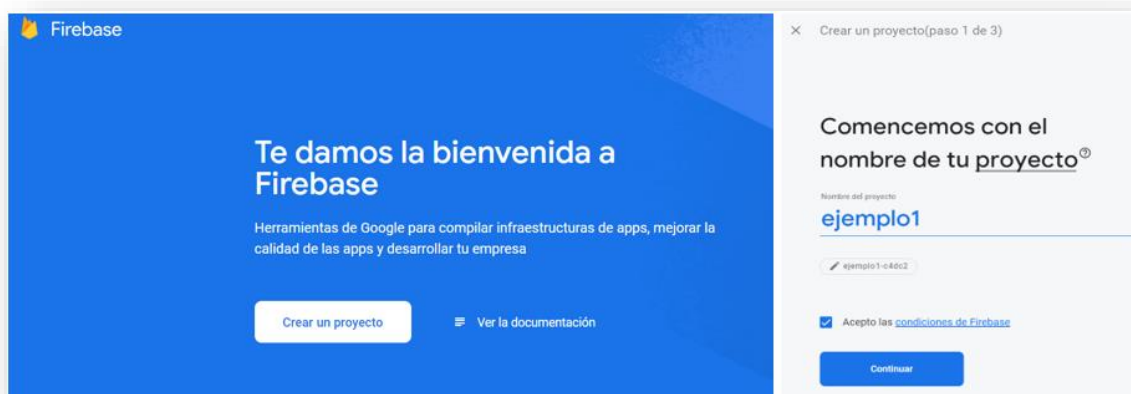 Firebase
Te damos la bienvenida a
Firebase
Herramientas de Google para compilar infraestructuras de apps, mejorar la
calidad de las apps y desarrollar tu empresa
Crear un proyecto
Ver la documentación
× Crear un proyecto(paso 1 de 3)
Comencemos con el
nombre de tu proyecto
Nombre del proyecto
ejemplo1
ejemplo1-c4dc2
Acepto las condiciones de Firebase
Continuar